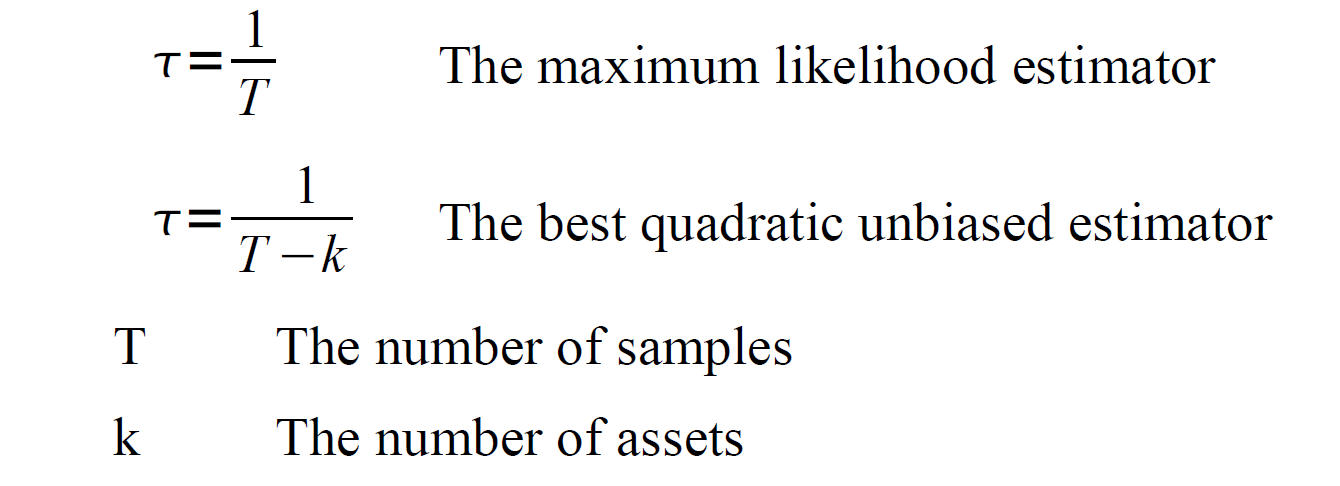 τ = 1/T The maximum likelihood estimator
τ = 1/(T − k) The best quadratic unbiased estimator
T The number of samples
k The number of assets